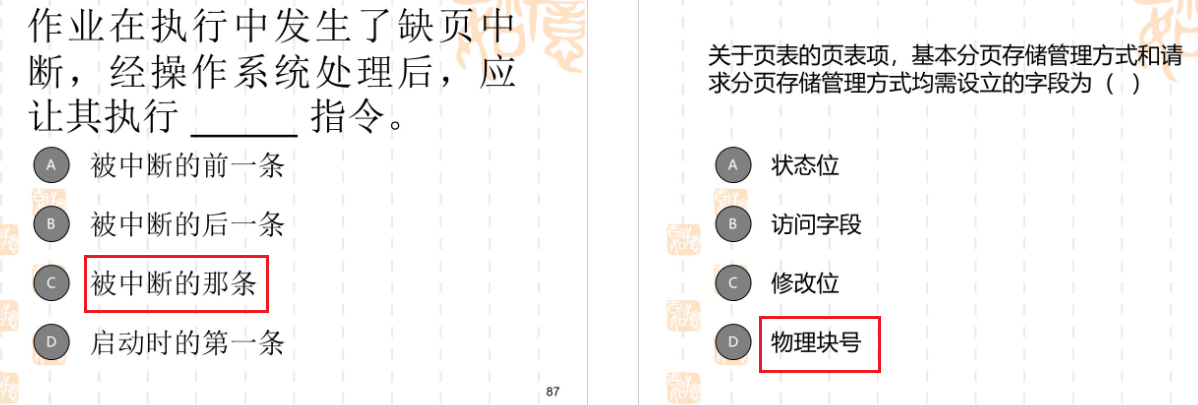 作业在执行中发生了缺页中
断，经操作系统处理后，应
让其执行 _____ 指令。
A 被中断的前一条
B 被中断的后一条
C 被中断的那条
D 启动时的第一条
87
关于页表的页表项，基本分页存储管理方式和请
求分页存储管理方式均需设立的字段为（ ）
A 状态位
B 访问字段
C 修改位
D 物理块号